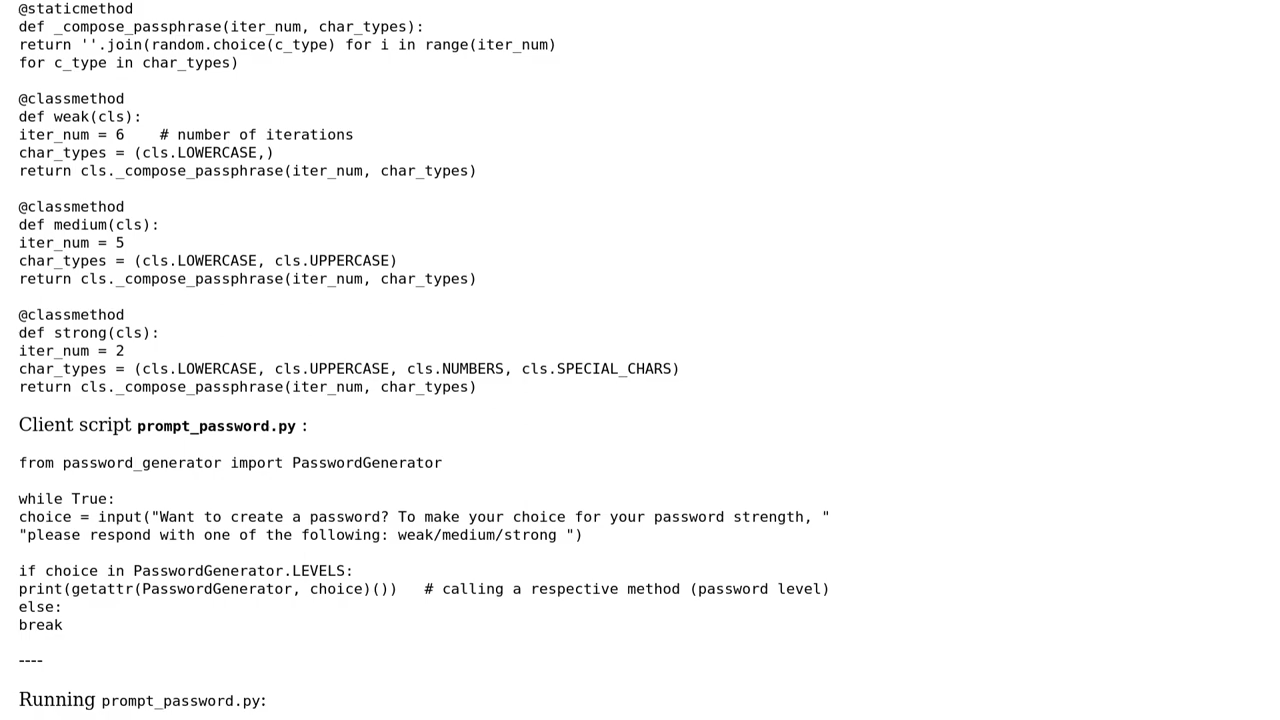 @staticmethod
def _compose_passphrase(iter_num, char_types):
return ''.join(random.choice(c_type) for i in range(iter_num)
for c_type in char_types)

@classmethod
def weak(cls):
iter_num = 6    # number of iterations
char_types = (cls.LOWERCASE,)
return cls._compose_passphrase(iter_num, char_types)

@classmethod
def medium(cls):
iter_num = 5
char_types = (cls.LOWERCASE, cls.UPPERCASE)
return cls._compose_passphrase(iter_num, char_types)

@classmethod
def strong(cls):
iter_num = 2
char_types = (cls.LOWERCASE, cls.UPPERCASE, cls.NUMBERS, cls.SPECIAL_CHARS)
return cls._compose_passphrase(iter_num, char_types)

Client script prompt_password.py :

from password_generator import PasswordGenerator

while True:
choice = input("Want to create a password? To make your choice for your password strength, "
"please respond with one of the following: weak/medium/strong ")

if choice in PasswordGenerator.LEVELS:
print(getattr(PasswordGenerator, choice)())   # calling a respective method (password level)
else:
break

----

Running prompt_password.py: